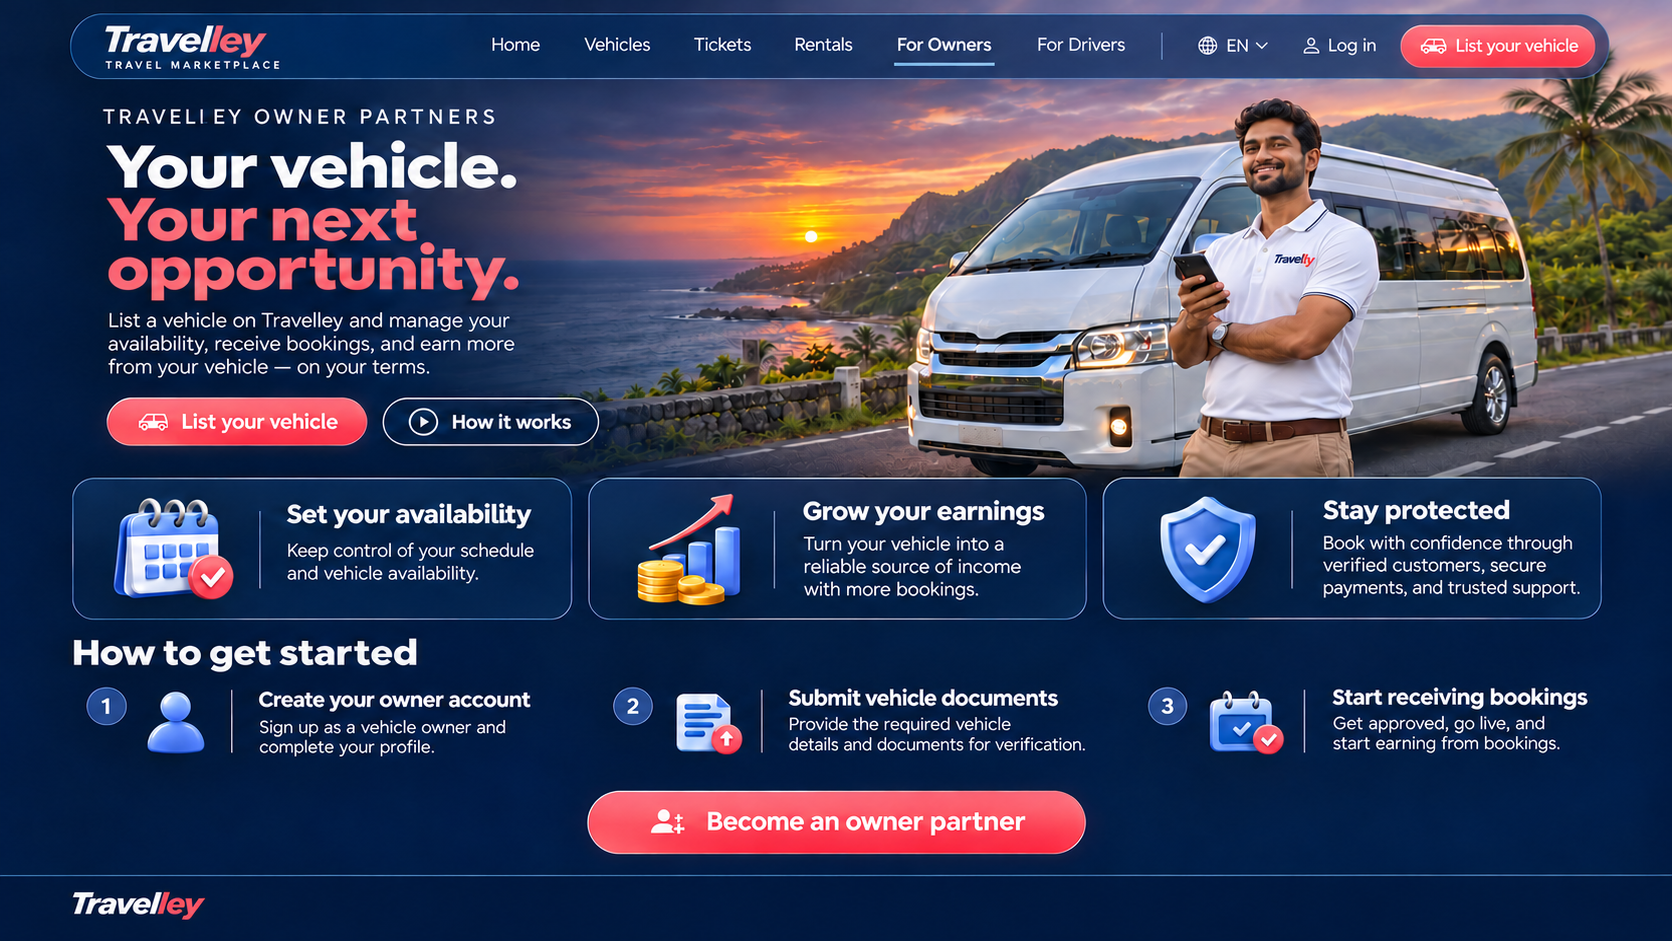 Travelley
TRAVEL MARKETPLACE
Home
Vehicles
Tickets
Rentals
For Owners
For Drivers
EN
Log in
List your vehicle
TRAVELLEY OWNER PARTNERS
Your vehicle.
Your next
opportunity.
List a vehicle on Travelley and manage your
availability, receive bookings, and earn more
from your vehicle — on your terms.
List your vehicle
How it works
Travelly
Set your availability
Keep control of your schedule
and vehicle availability.
Grow your earnings
Turn your vehicle into a
reliable source of income
with more bookings.
Stay protected
Book with confidence through
verified customers, secure
payments, and trusted support.
How to get started
1
Create your owner account
Sign up as a vehicle owner and
complete your profile.
2
Submit vehicle documents
Provide the required vehicle
details and documents for verification.
3
Start receiving bookings
Get approved, go live, and
start earning from bookings.
Become an owner partner
Travelley